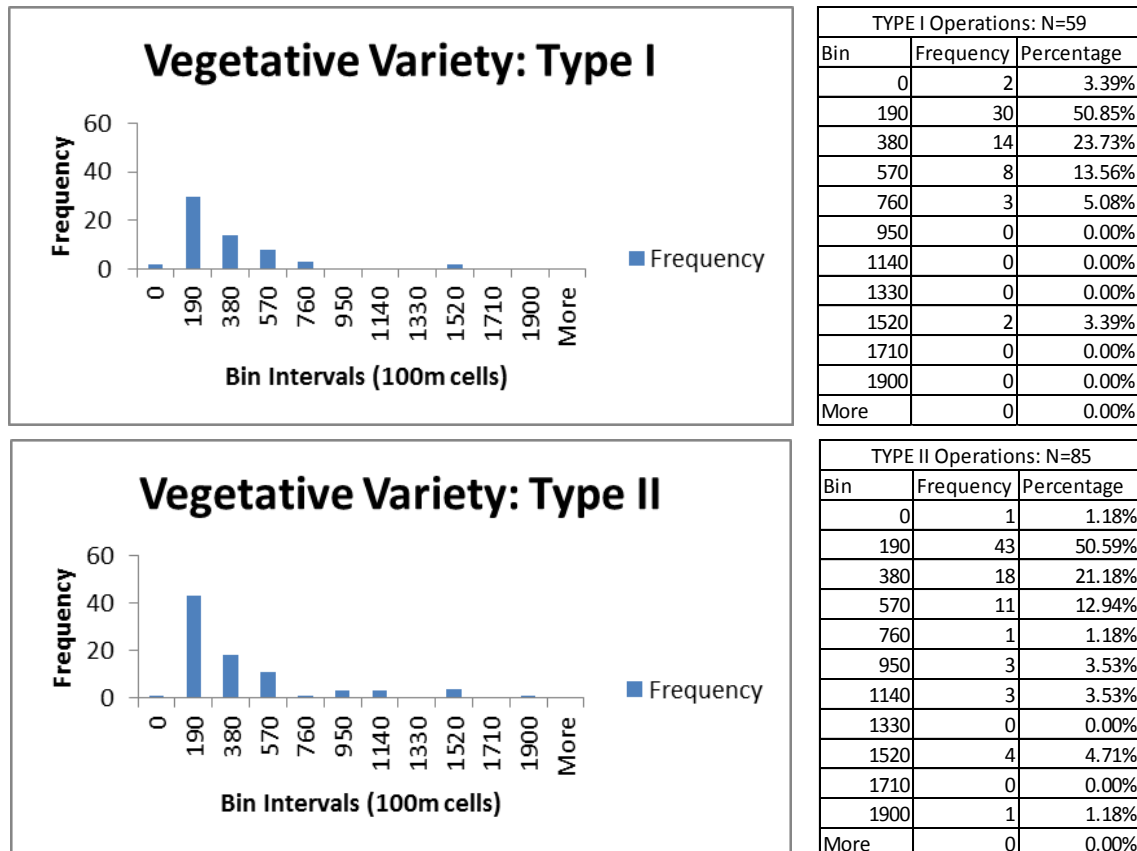 Vegetative Variety: Type I
Frequency
60
40
20
0
0 190 380 570 760 950 1140 1330 1520 1710 1900 More
Bin Intervals (100m cells)
Frequency
TYPE I Operations: N=59
Bin Frequency Percentage
0 2 3.39%
190 30 50.85%
380 14 23.73%
570 8 13.56%
760 3 5.08%
950 0 0.00%
1140 0 0.00%
1330 0 0.00%
1520 2 3.39%
1710 0 0.00%
1900 0 0.00%
More 0 0.00%
Vegetative Variety: Type II
Frequency
60
40
20
0
0 190 380 570 760 950 1140 1330 1520 1710 1900 More
Bin Intervals (100m cells)
Frequency
TYPE II Operations: N=85
Bin Frequency Percentage
0 1 1.18%
190 43 50.59%
380 18 21.18%
570 11 12.94%
760 1 1.18%
950 3 3.53%
1140 3 3.53%
1330 0 0.00%
1520 4 4.71%
1710 0 0.00%
1900 1 1.18%
More 0 0.00%